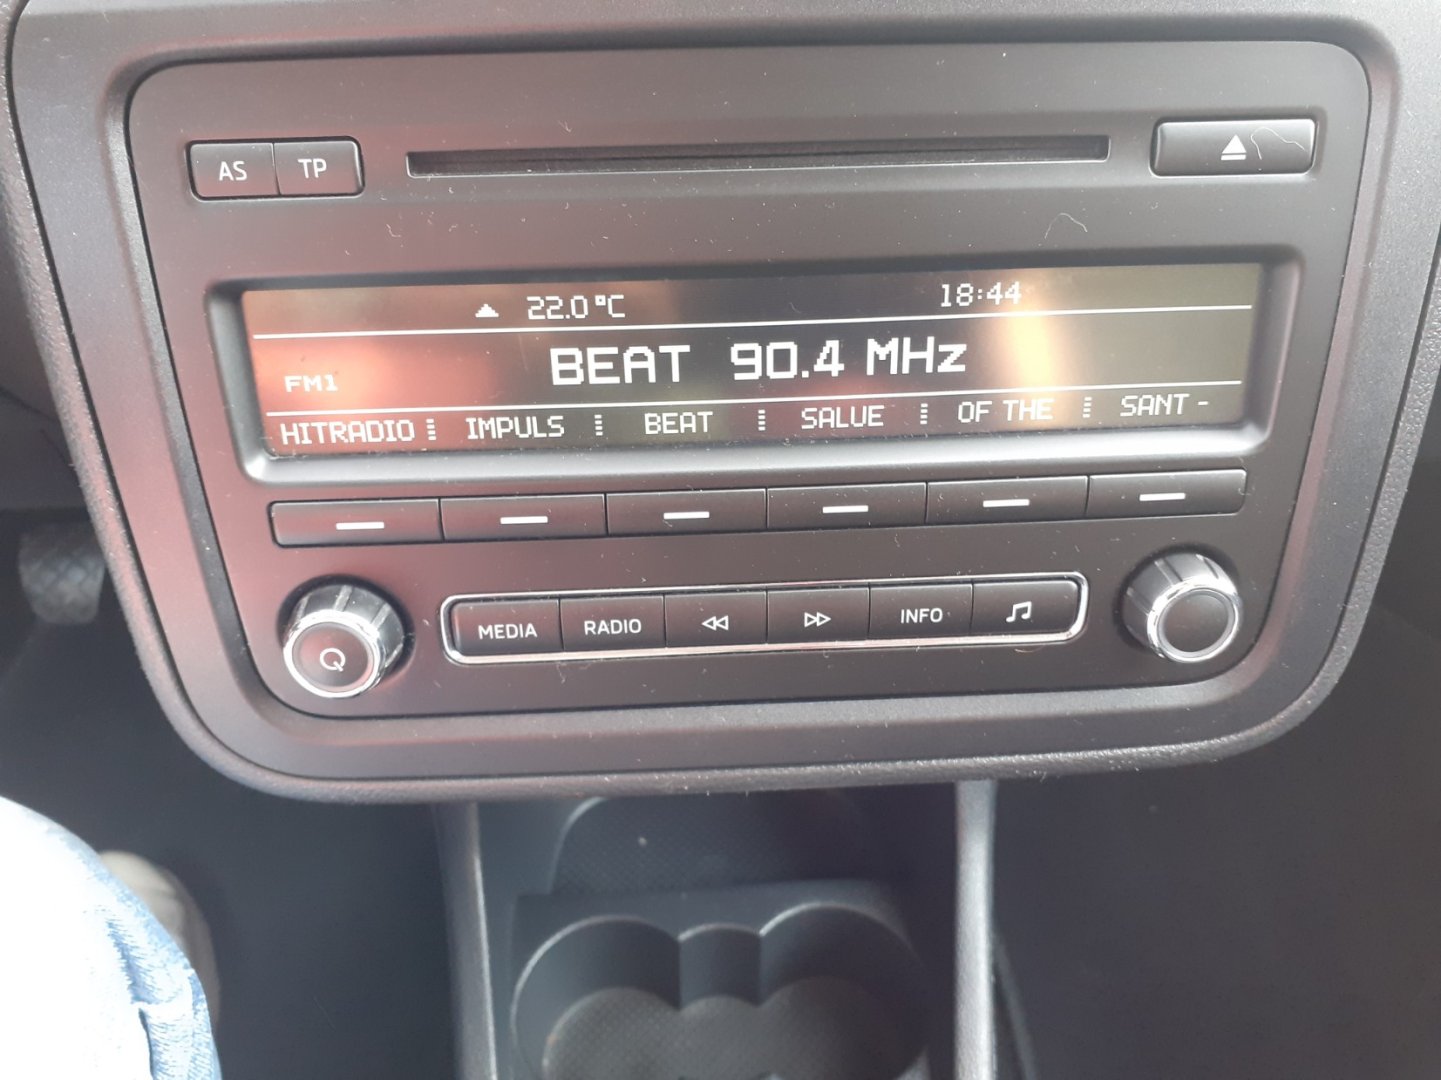 AS TP
22.0 °C 18:44
FM1 BEAT 90.4 MHz
HITRADIO IMPULS BEAT SALUE OF THE SANT -
MEDIA RADIO INFO